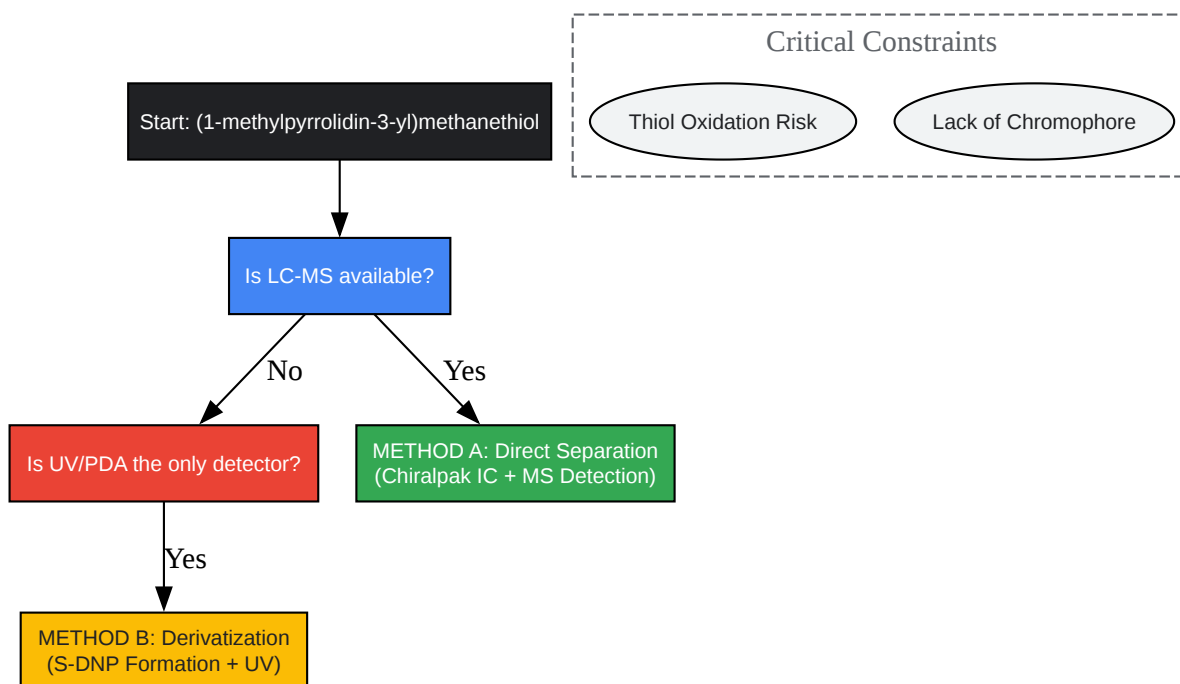 Critical Constraints
Start: (1-methylpyrrolidin-3-yl)methanethiol
Thiol Oxidation Risk
Lack of Chromophore
Is LC-MS available?
No
Yes
Is UV/PDA the only detector?
METHOD A: Direct Separation
(Chiralpak IC + MS Detection)
Yes
METHOD B: Derivatization
(S-DNP Formation + UV)